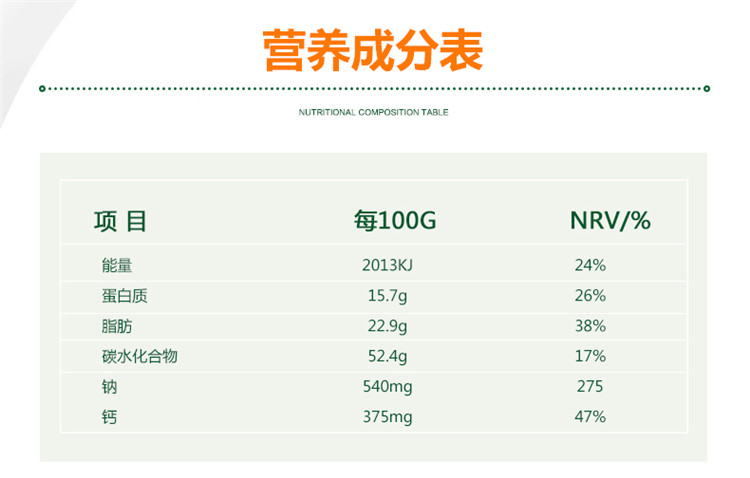 营养成分表
NUTRITIONAL COMPOSITION TABLE
项 目 每100G NRV/%
能量 2013KJ 24%
蛋白质 15.7g 26%
脂肪 22.9g 38%
碳水化合物 52.4g 17%
钠 540mg 275
钙 375mg 47%